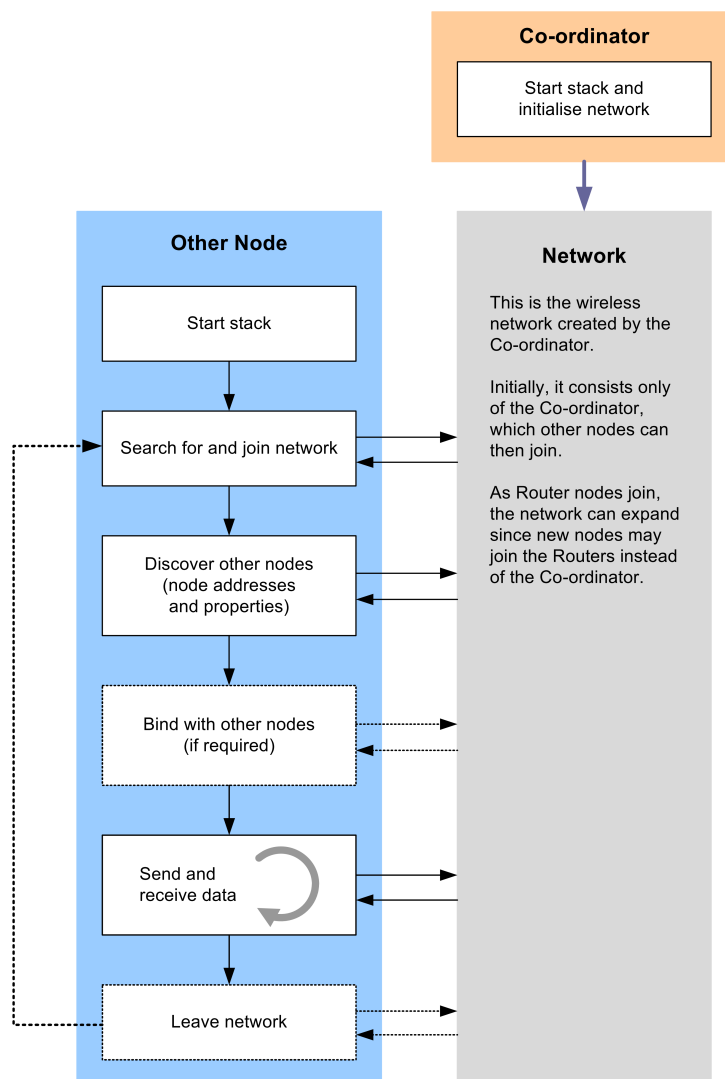 Co-ordinator
Start stack and
initialise network
Other Node
Start stack
Search for and join network
Discover other nodes
(node addresses
and properties)
Bind with other nodes
(if required)
Send and
receive data
Leave network
Network
This is the wireless
network created by the
Co-ordinator.
Initially, it consists only
of the Co-ordinator,
which other nodes can
then join.
As Router nodes join,
the network can expand
since new nodes may
join the Routers instead
of the Co-ordinator.